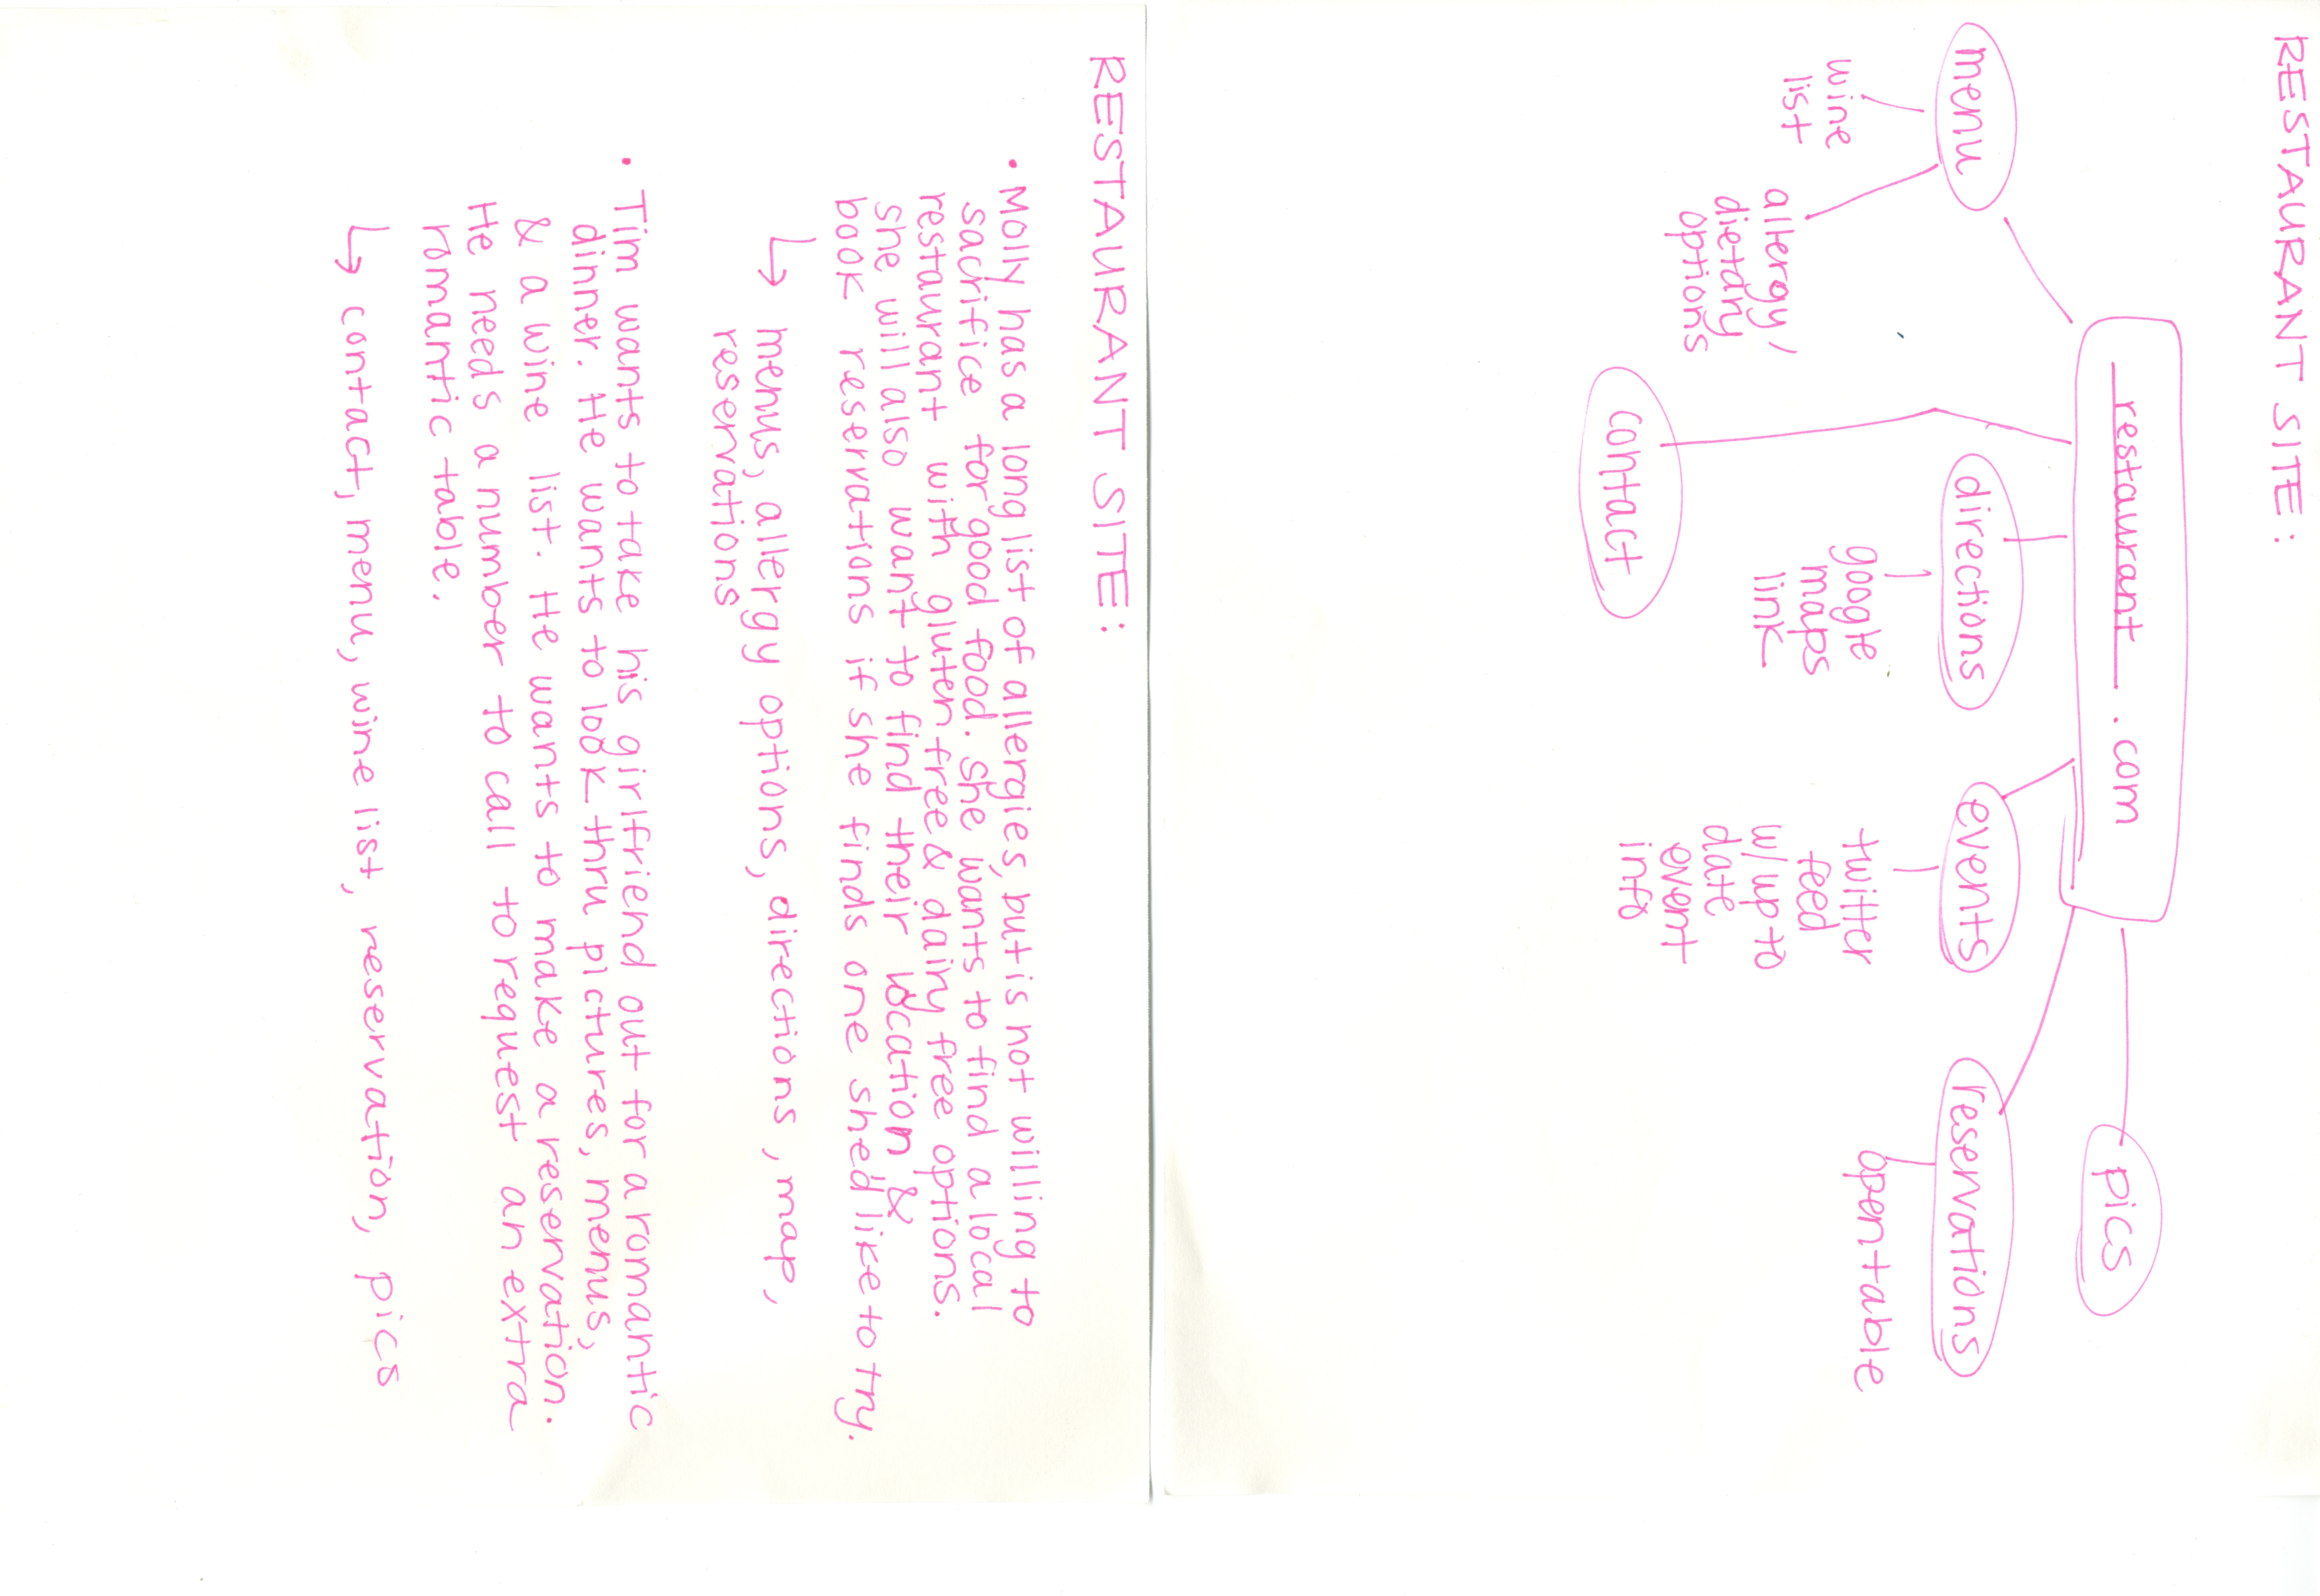 RESTAURANT SITE:
restaurant .com
menu
wine
list
allergy/
dietary
options
contact
directions
google
maps
link
events
twitter
feed
w/up to
date
event
info
reservations
opentable
pics
RESTAURANT SITE:
• Molly has a long list of allergies, but is not willing to
sacrifice for good food. She wants to find a local
restaurant with gluten free & dairy free options.
She will also want to find their location &
book reservations if she finds one she'd like to try.
↳ menus, allergy options, directions, map,
reservations
• Tim wants to take his girlfriend out for a romantic
dinner. He wants to look thru pictures, menus,
& a wine list. He wants to make a reservation.
He needs a number to call to request an extra
romantic table.
↳ contact, menu, wine list, reservation, pics